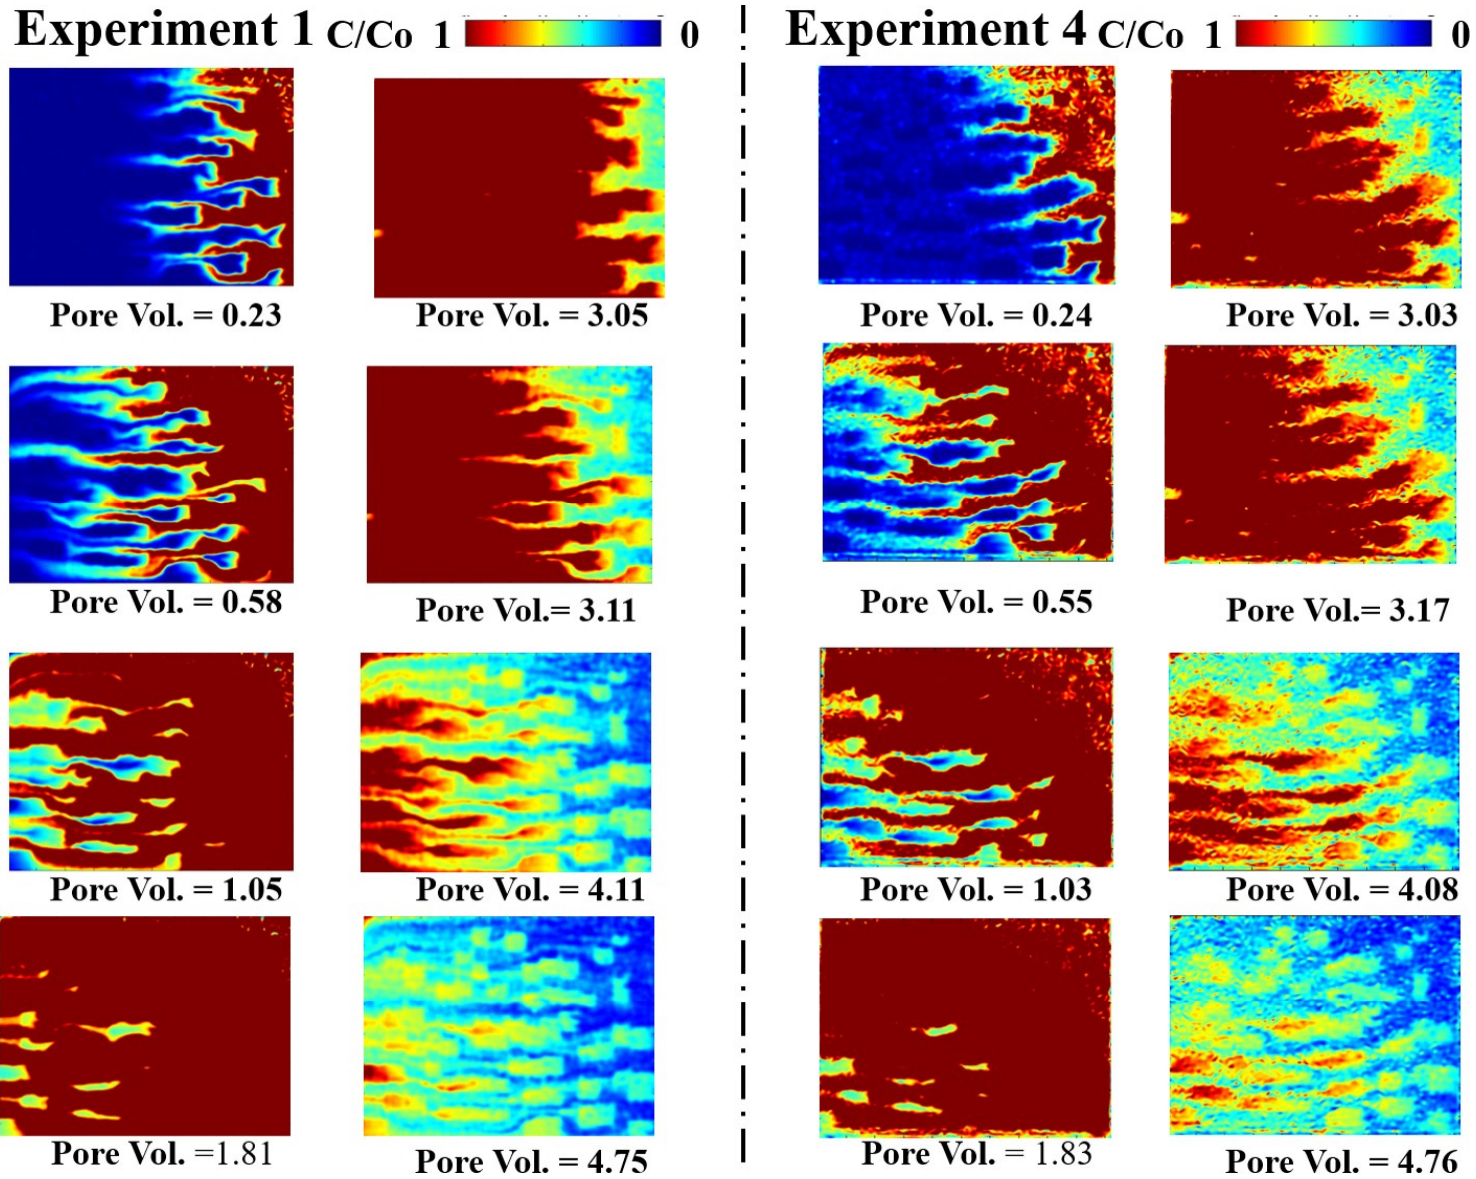 Experiment 1 C/Co 1 0
Experiment 4 C/Co 1 0
Pore Vol. = 0.23
Pore Vol. = 3.05
Pore Vol. = 0.24
Pore Vol. = 3.03
Pore Vol. = 0.58
Pore Vol.= 3.11
Pore Vol. = 0.55
Pore Vol.= 3.17
Pore Vol. = 1.05
Pore Vol. = 4.11
Pore Vol. = 1.03
Pore Vol. = 4.08
Pore Vol. =1.81
Pore Vol. = 4.75
Pore Vol. = 1.83
Pore Vol. = 4.76